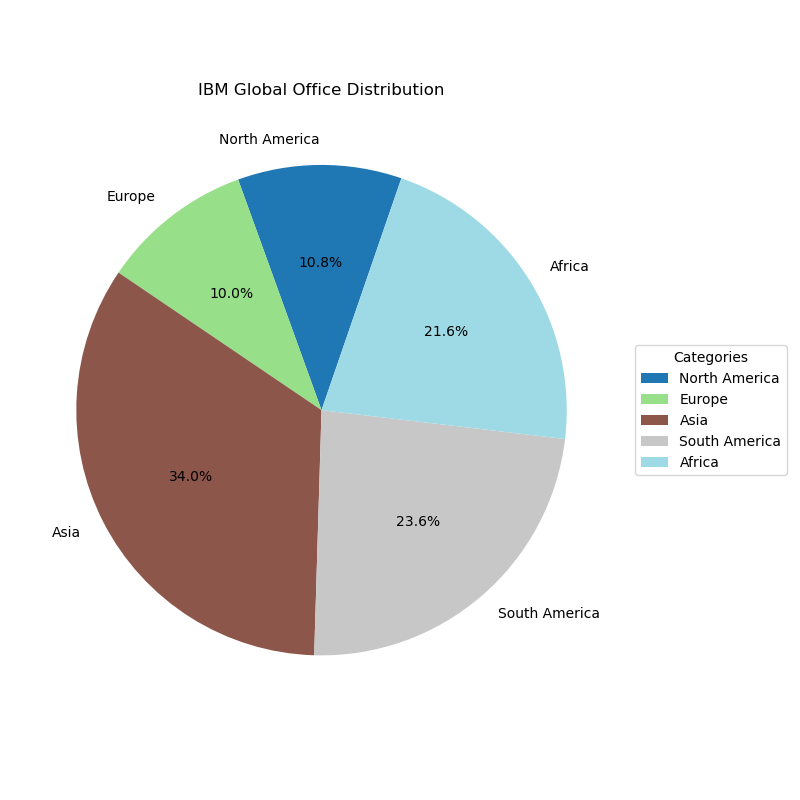 IBM Global Office Distribution
North America
Europe
Africa
Asia
South America
10.8%
10.0%
21.6%
34.0%
23.6%
Categories
North America
Europe
Asia
South America
Africa